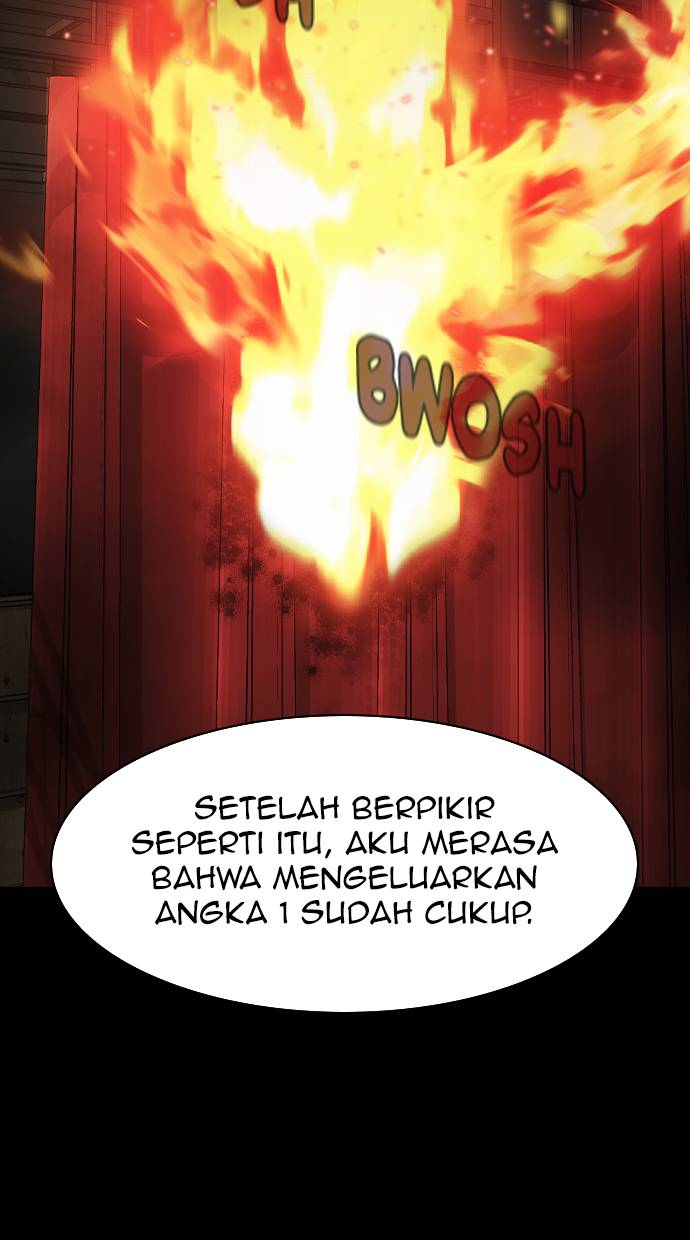 BWOSH
SETELAH BERPIKIR
SEPERTI ITU, AKU MERASA
BAHWA MENGELUARKAN
ANGKA 1 SUDAH CUKUP.